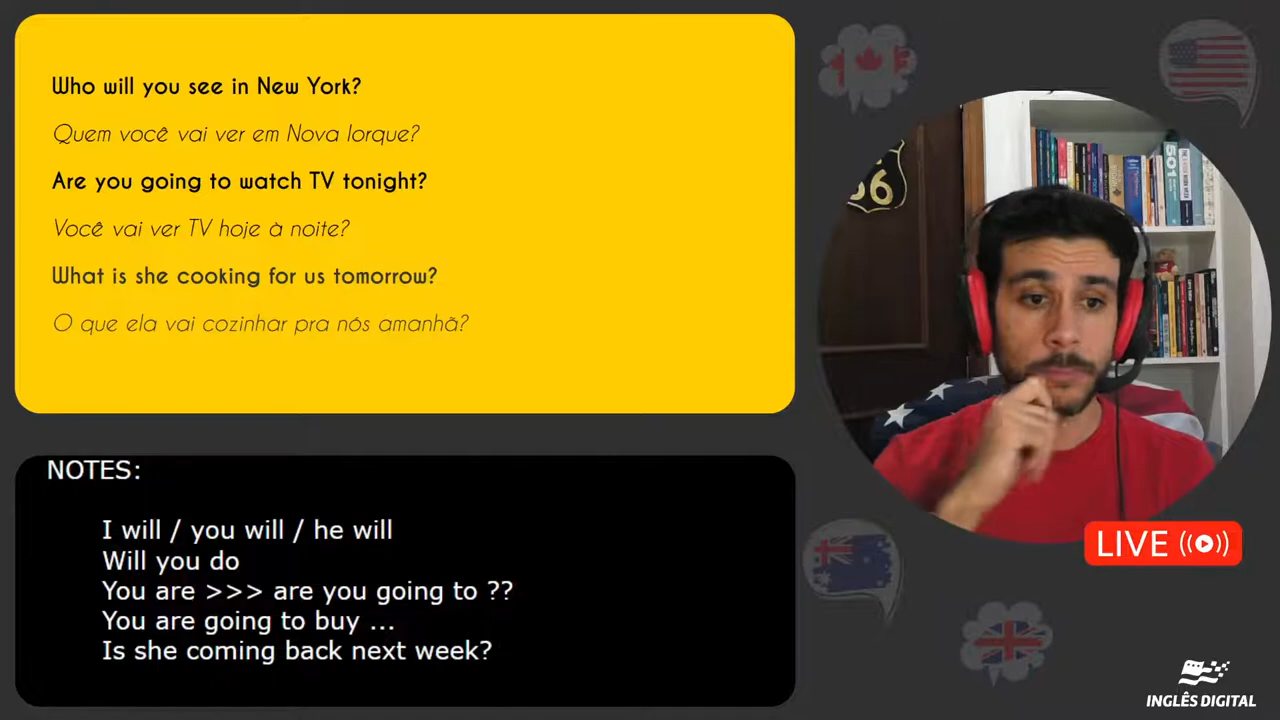 Who will you see in New York?
Quem você vai ver em Nova Iorque?
Are you going to watch TV tonight?
Você vai ver TV hoje à noite?
What is she cooking for us tomorrow?
O que ela vai cozinhar pra nós amanhã?
NOTES:
I will / you will / he will
Will you do
You are >>> are you going to ??
You are going to buy ...
Is she coming back next week?
66
501
LIVE
INGLÊS DIGITAL